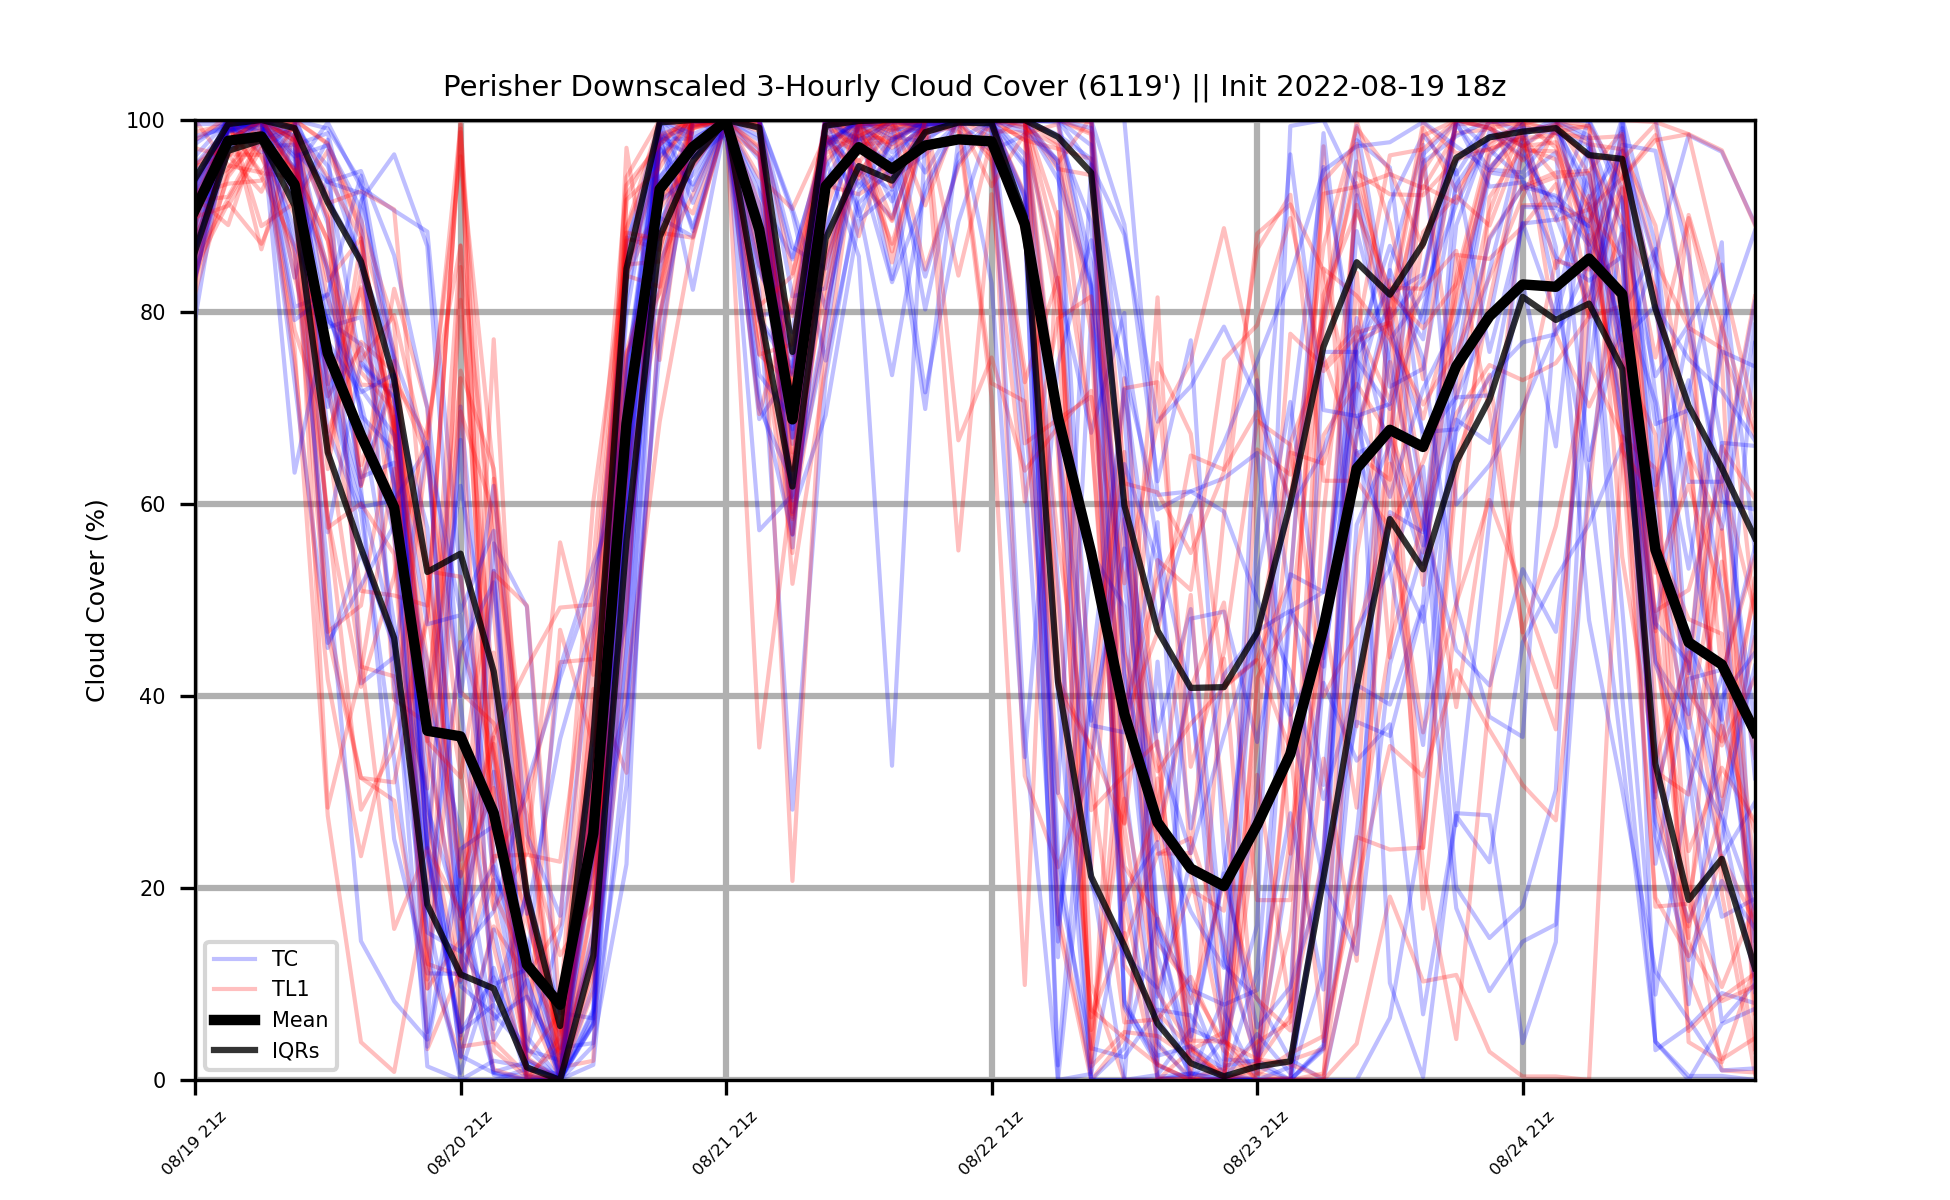 Perisher Downscaled 3-Hourly Cloud Cover (6119') || Init 2022-08-19 18z
Cloud Cover (%)
100
80
60
40
20
0
TC
TL1
Mean
IQRs
08/19 21z
08/20 21z
08/21 21z
08/22 21z
08/23 21z
08/24 21z